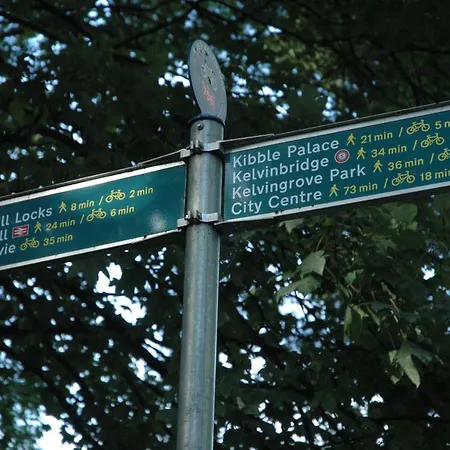 ll Locks 8 min / 2 min
ll 24 min / 6 min
vie 35 min
Kibble Palace 21 min / 5 m
Kelvinbridge 34 min /
Kelvingrove Park 36 min /
City Centre 73 min / 18 min